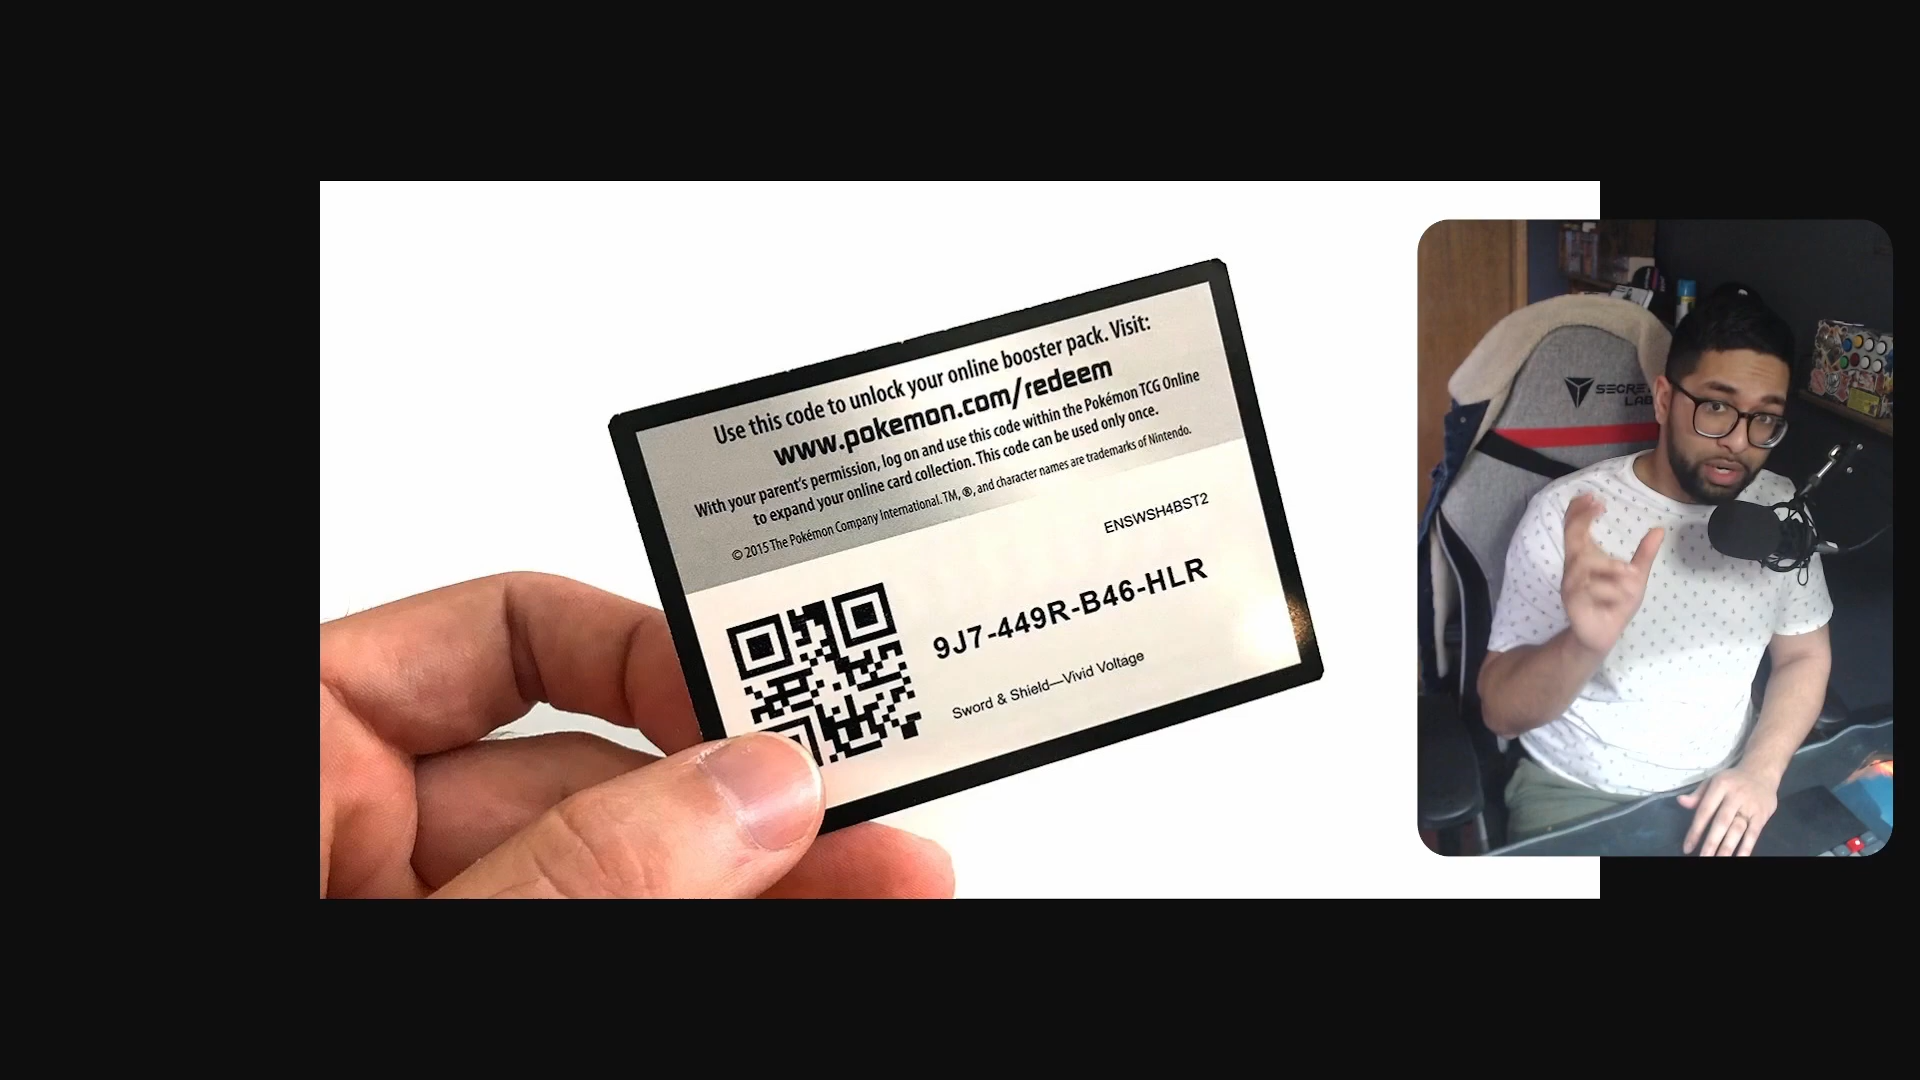 Use this code to unlock your online booster pack. Visit:
www.pokemon.com/redeem
With your parent's permission, log on and use this code within the Pokémon TCG Online
to expand your online card collection. This code can be used only once.
© 2015 The Pokémon Company International. TM, ®, and character names are trademarks of Nintendo.
ENSWSH4BST2
9J7-449R-B46-HLR
Sword & Shield—Vivid Voltage
SECRET
LAB